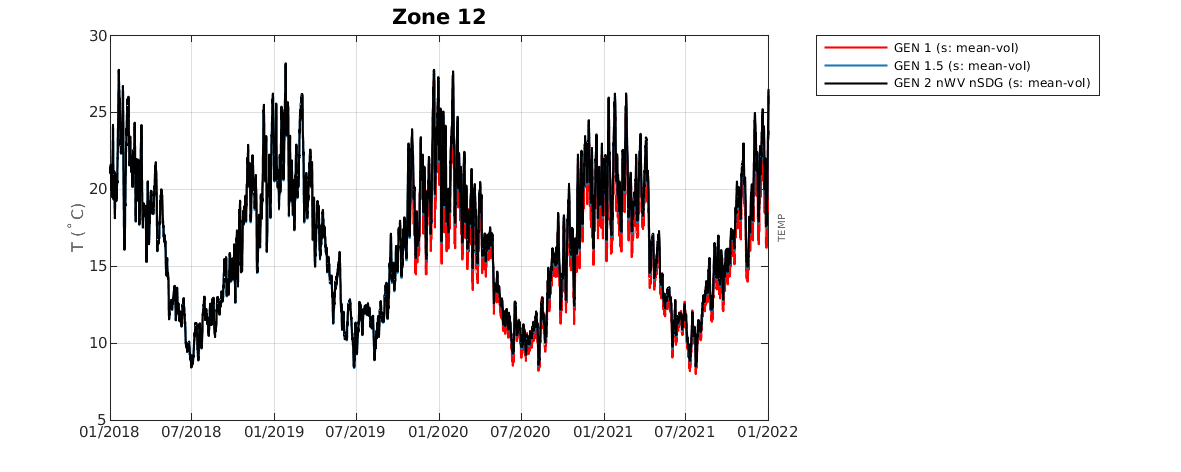 Zone 12
GEN 1 (s: mean-vol)
GEN 1.5 (s: mean-vol)
GEN 2 nWV nSDG (s: mean-vol)
30
25
20
15
10
5
T (°C)
TEMP
01/2018 07/2018 01/2019 07/2019 01/2020 07/2020 01/2021 07/2021 01/2022